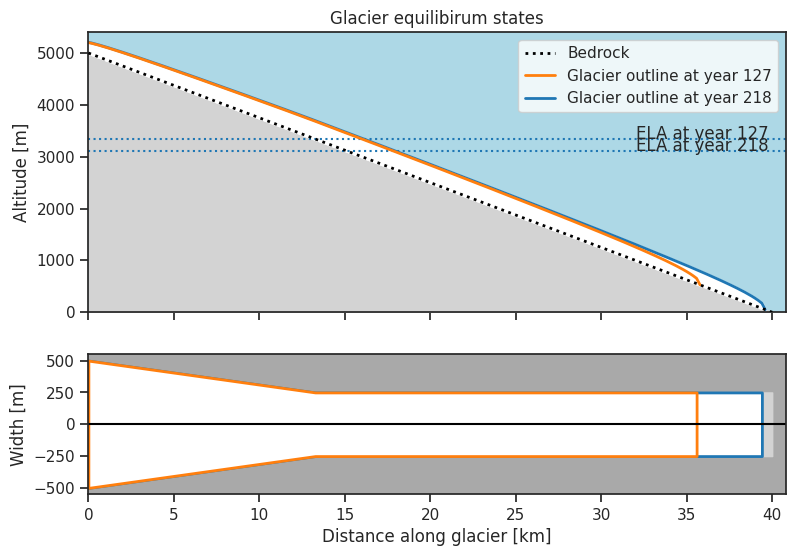 Glacier equilibirum states
Altitude [m]
5000
4000
3000
2000
1000
0
Bedrock
Glacier outline at year 127
Glacier outline at year 218
ELA at year 127
ELA at year 218
Width [m]
500
250
0
−250
−500
0 5 10 15 20 25 30 35 40
Distance along glacier [km]